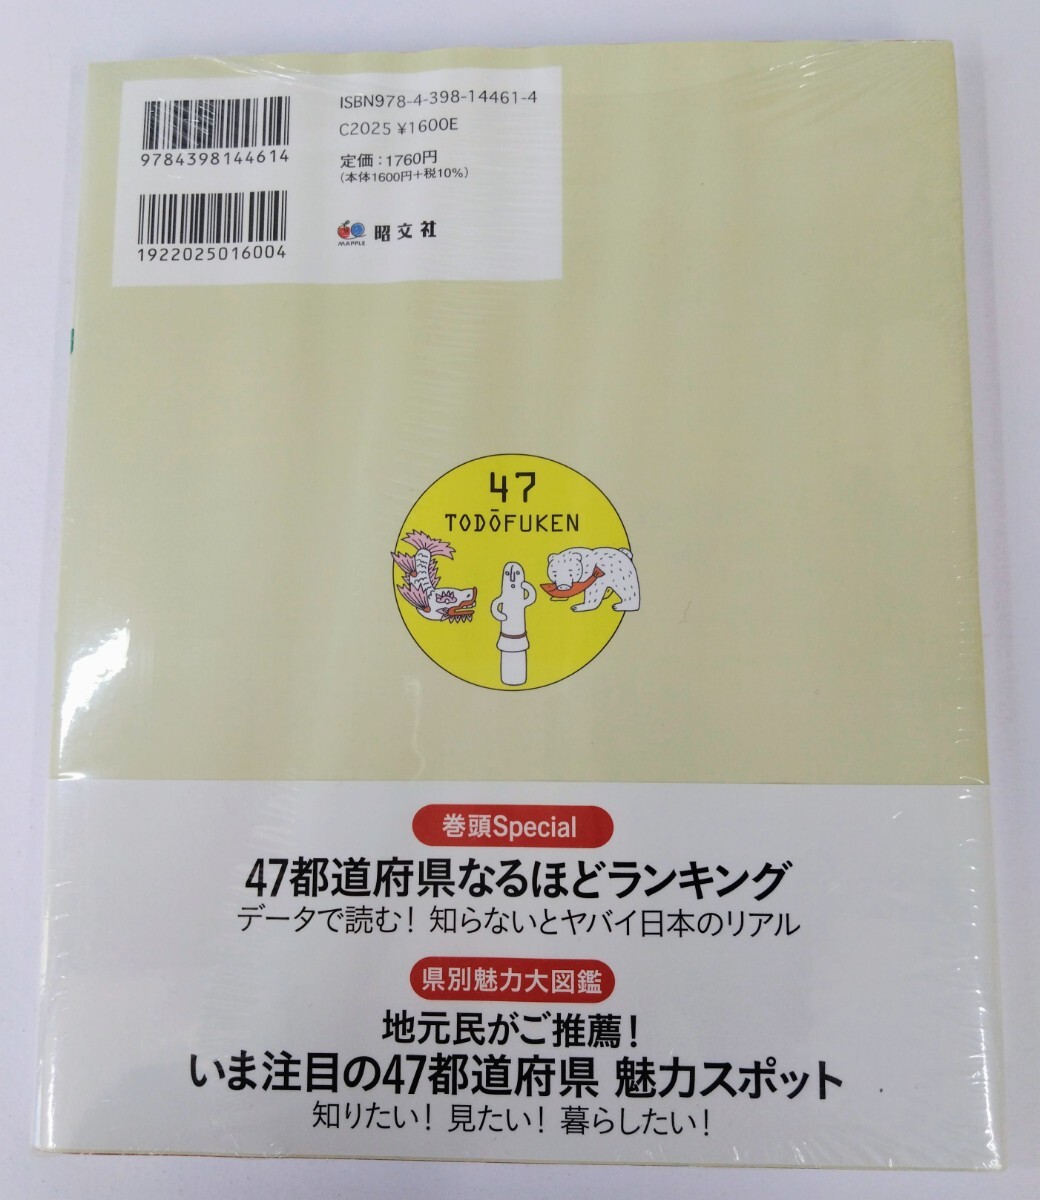 ISBN978-4-398-14461-4
C2025 ¥1600E
定価：1760円
（本体1600円＋税10%）
9784398144614
1922025016004
MAPPLE 昭文社
47
TODŌFUKEN
巻頭Special
47都道府県なるほどランキング
データで読む！ 知らないとヤバイ日本のリアル
県別魅力大図鑑
地元民がご推薦！
いま注目の47都道府県 魅力スポット
知りたい！ 見たい！ 暮らしたい！